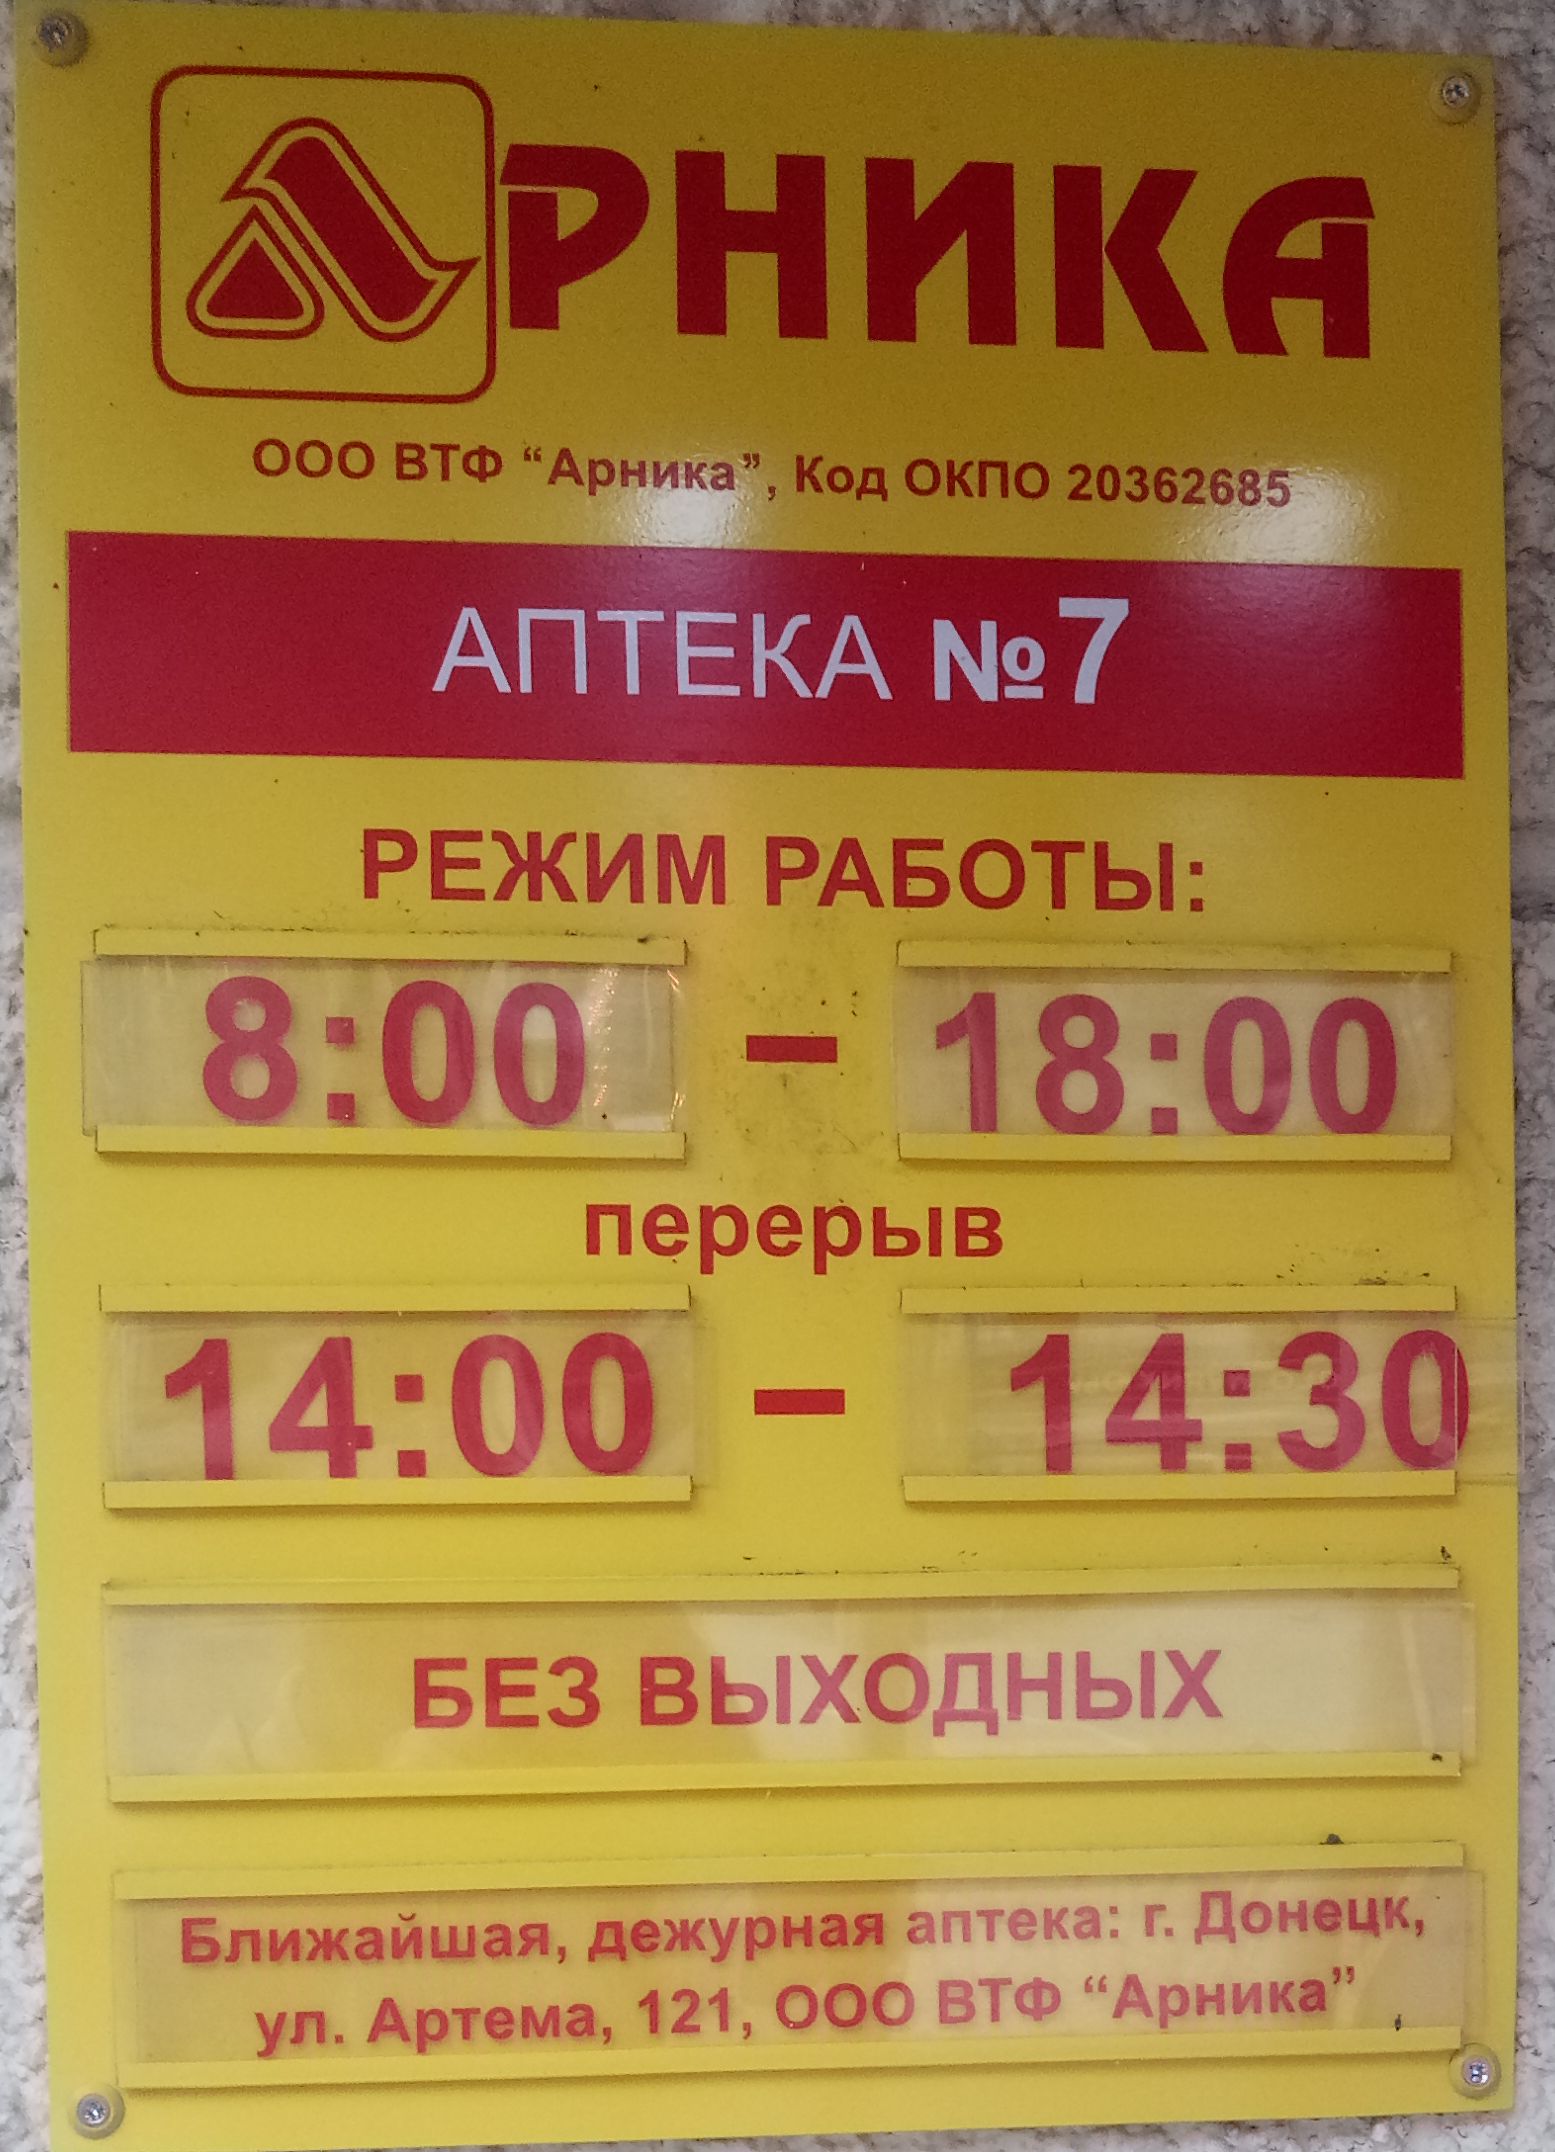 АРНИКА
ООО ВТФ “Арника”, Код ОКПО 20362685
АПТЕКА №7
РЕЖИМ РАБОТЫ:
8:00 – 18:00
перерыв
14:00 – 14:30
БЕЗ ВЫХОДНЫХ
Ближайшая, дежурная аптека: г. Донецк,
ул. Артема, 121, ООО ВТФ “Арника”